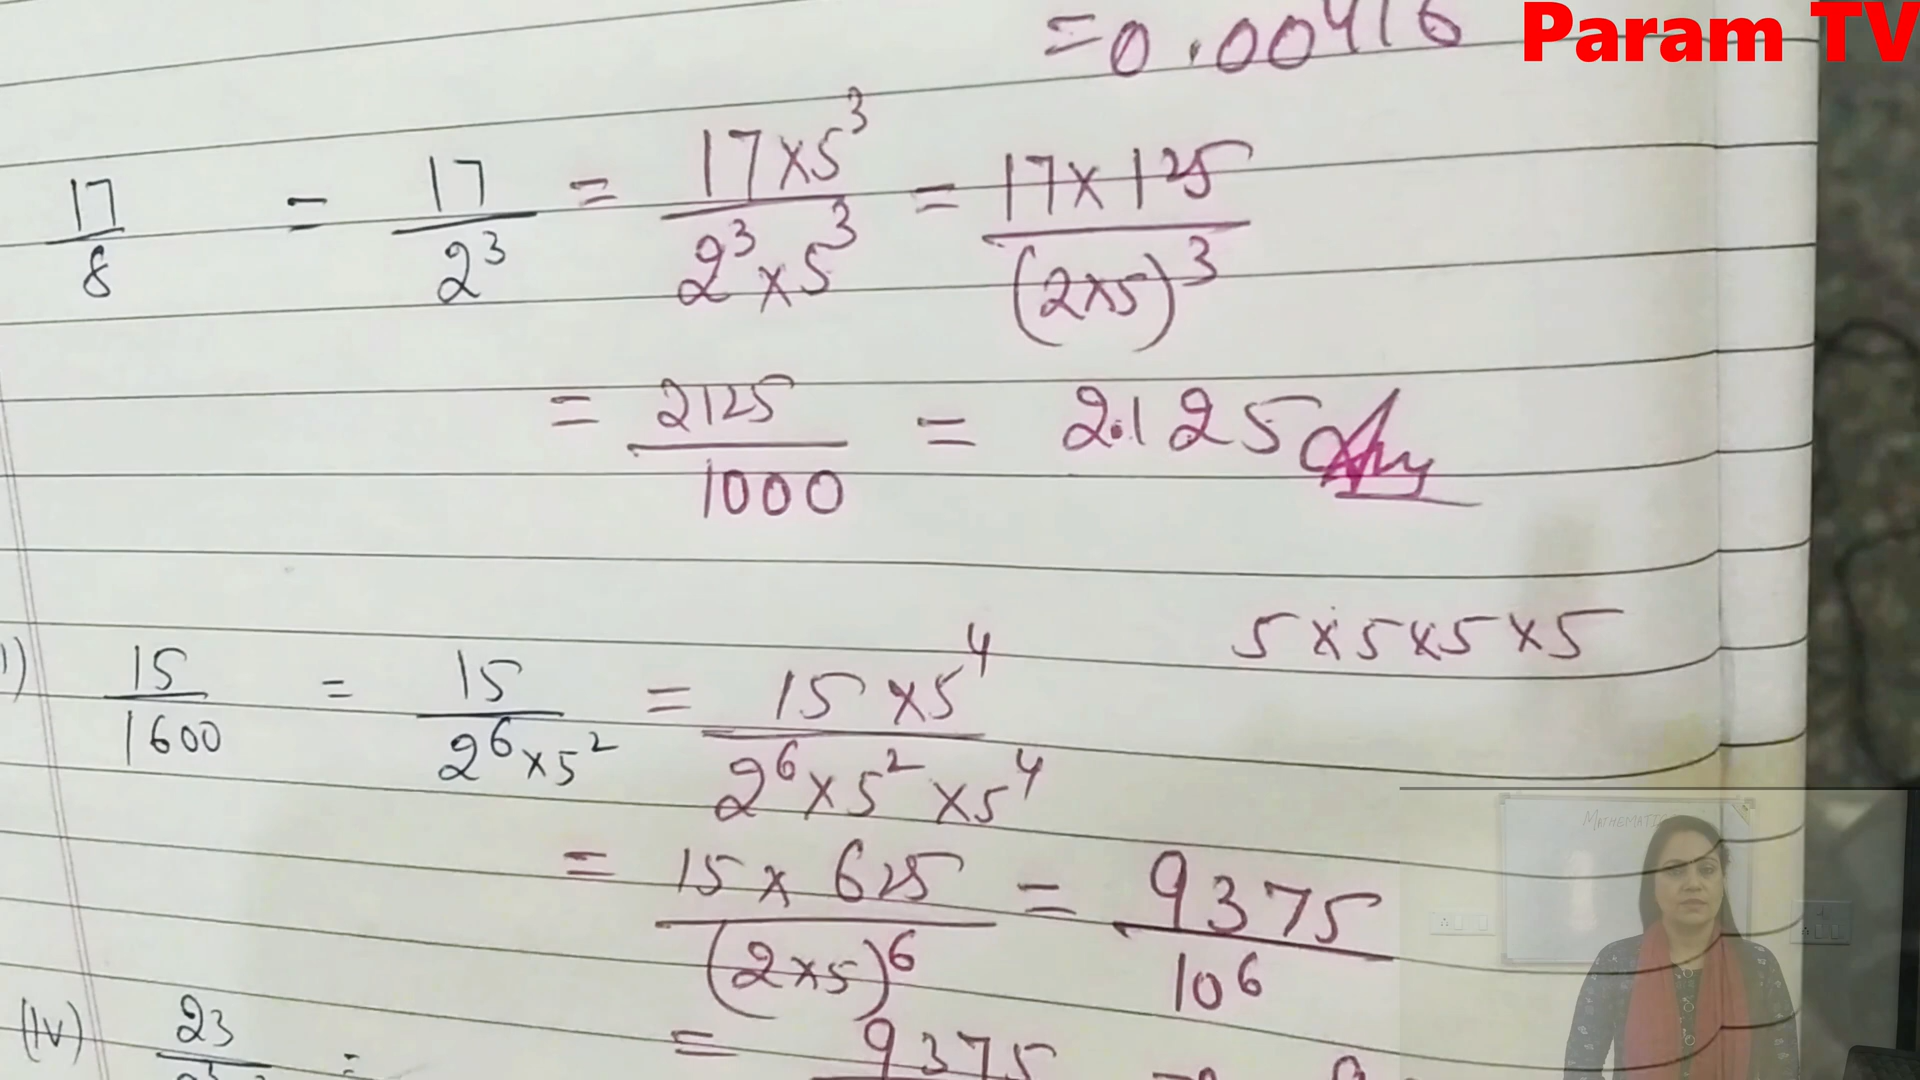 Param TV
=0.00416
17/8 - 17/2³ = 17×5³/2³×5³ = 17×125/(2×5)³
= 2125/1000 = 2.125 Ans
5×5×5×5
) 15/1600 = 15/2⁶×5² = 15×5⁴/2⁶×5²×5⁴
= 15×625/(2×5)⁶ = 9375/10⁶
(iv) 23 =
= 9375
MATHEMATIC